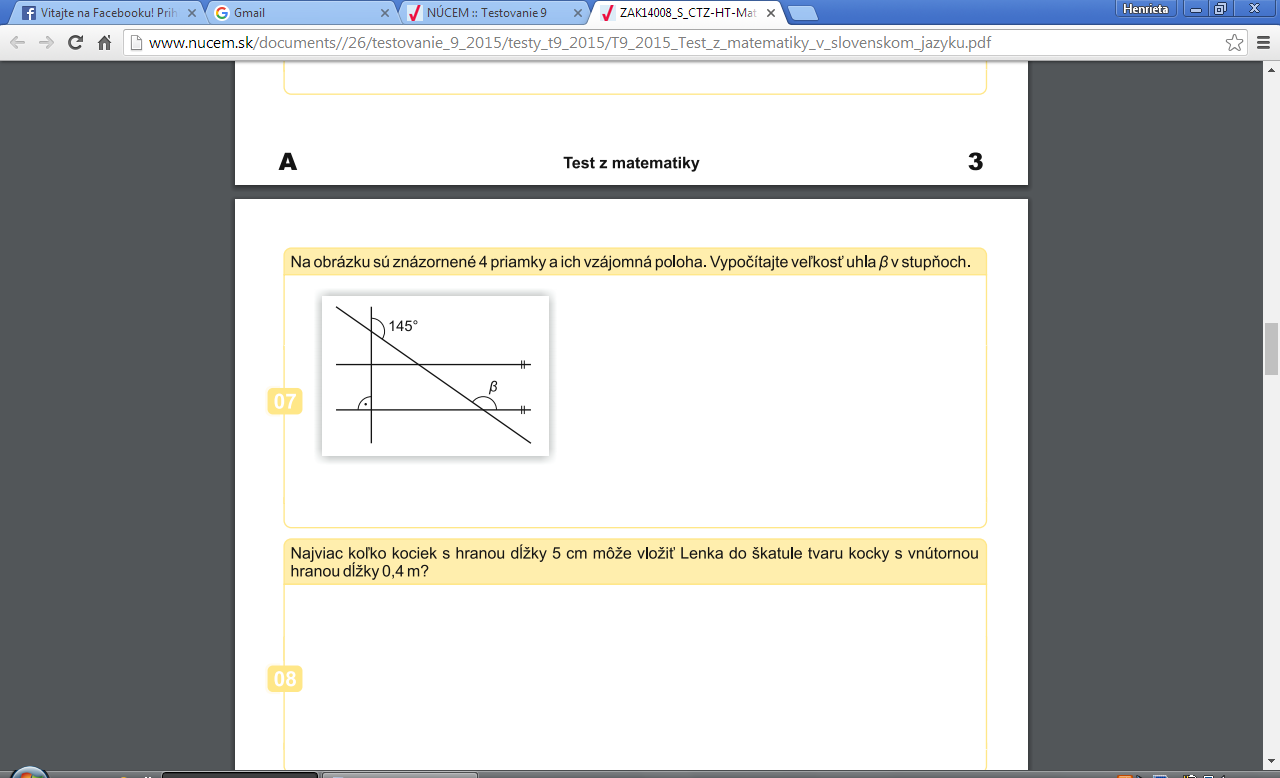 Vitajte na Facebooku! Prih
Gmail
NÚCEM :: Testovanie 9
ZAK14008_S_CTZ-HT-Mat
Henrieta
www.nucem.sk/documents//26/testovanie_9_2015/testy_t9_2015/T9_2015_Test_z_matematiky_v_slovenskom_jazyku.pdf
A Test z matematiky 3
Na obrázku sú znázornené 4 priamky a ich vzájomná poloha. Vypočítajte veľkosť uhla β v stupňoch.
145°
β
07
Najviac koľko kociek s hranou dĺžky 5 cm môže vložiť Lenka do škatule tvaru kocky s vnútornou
hranou dĺžky 0,4 m?
08